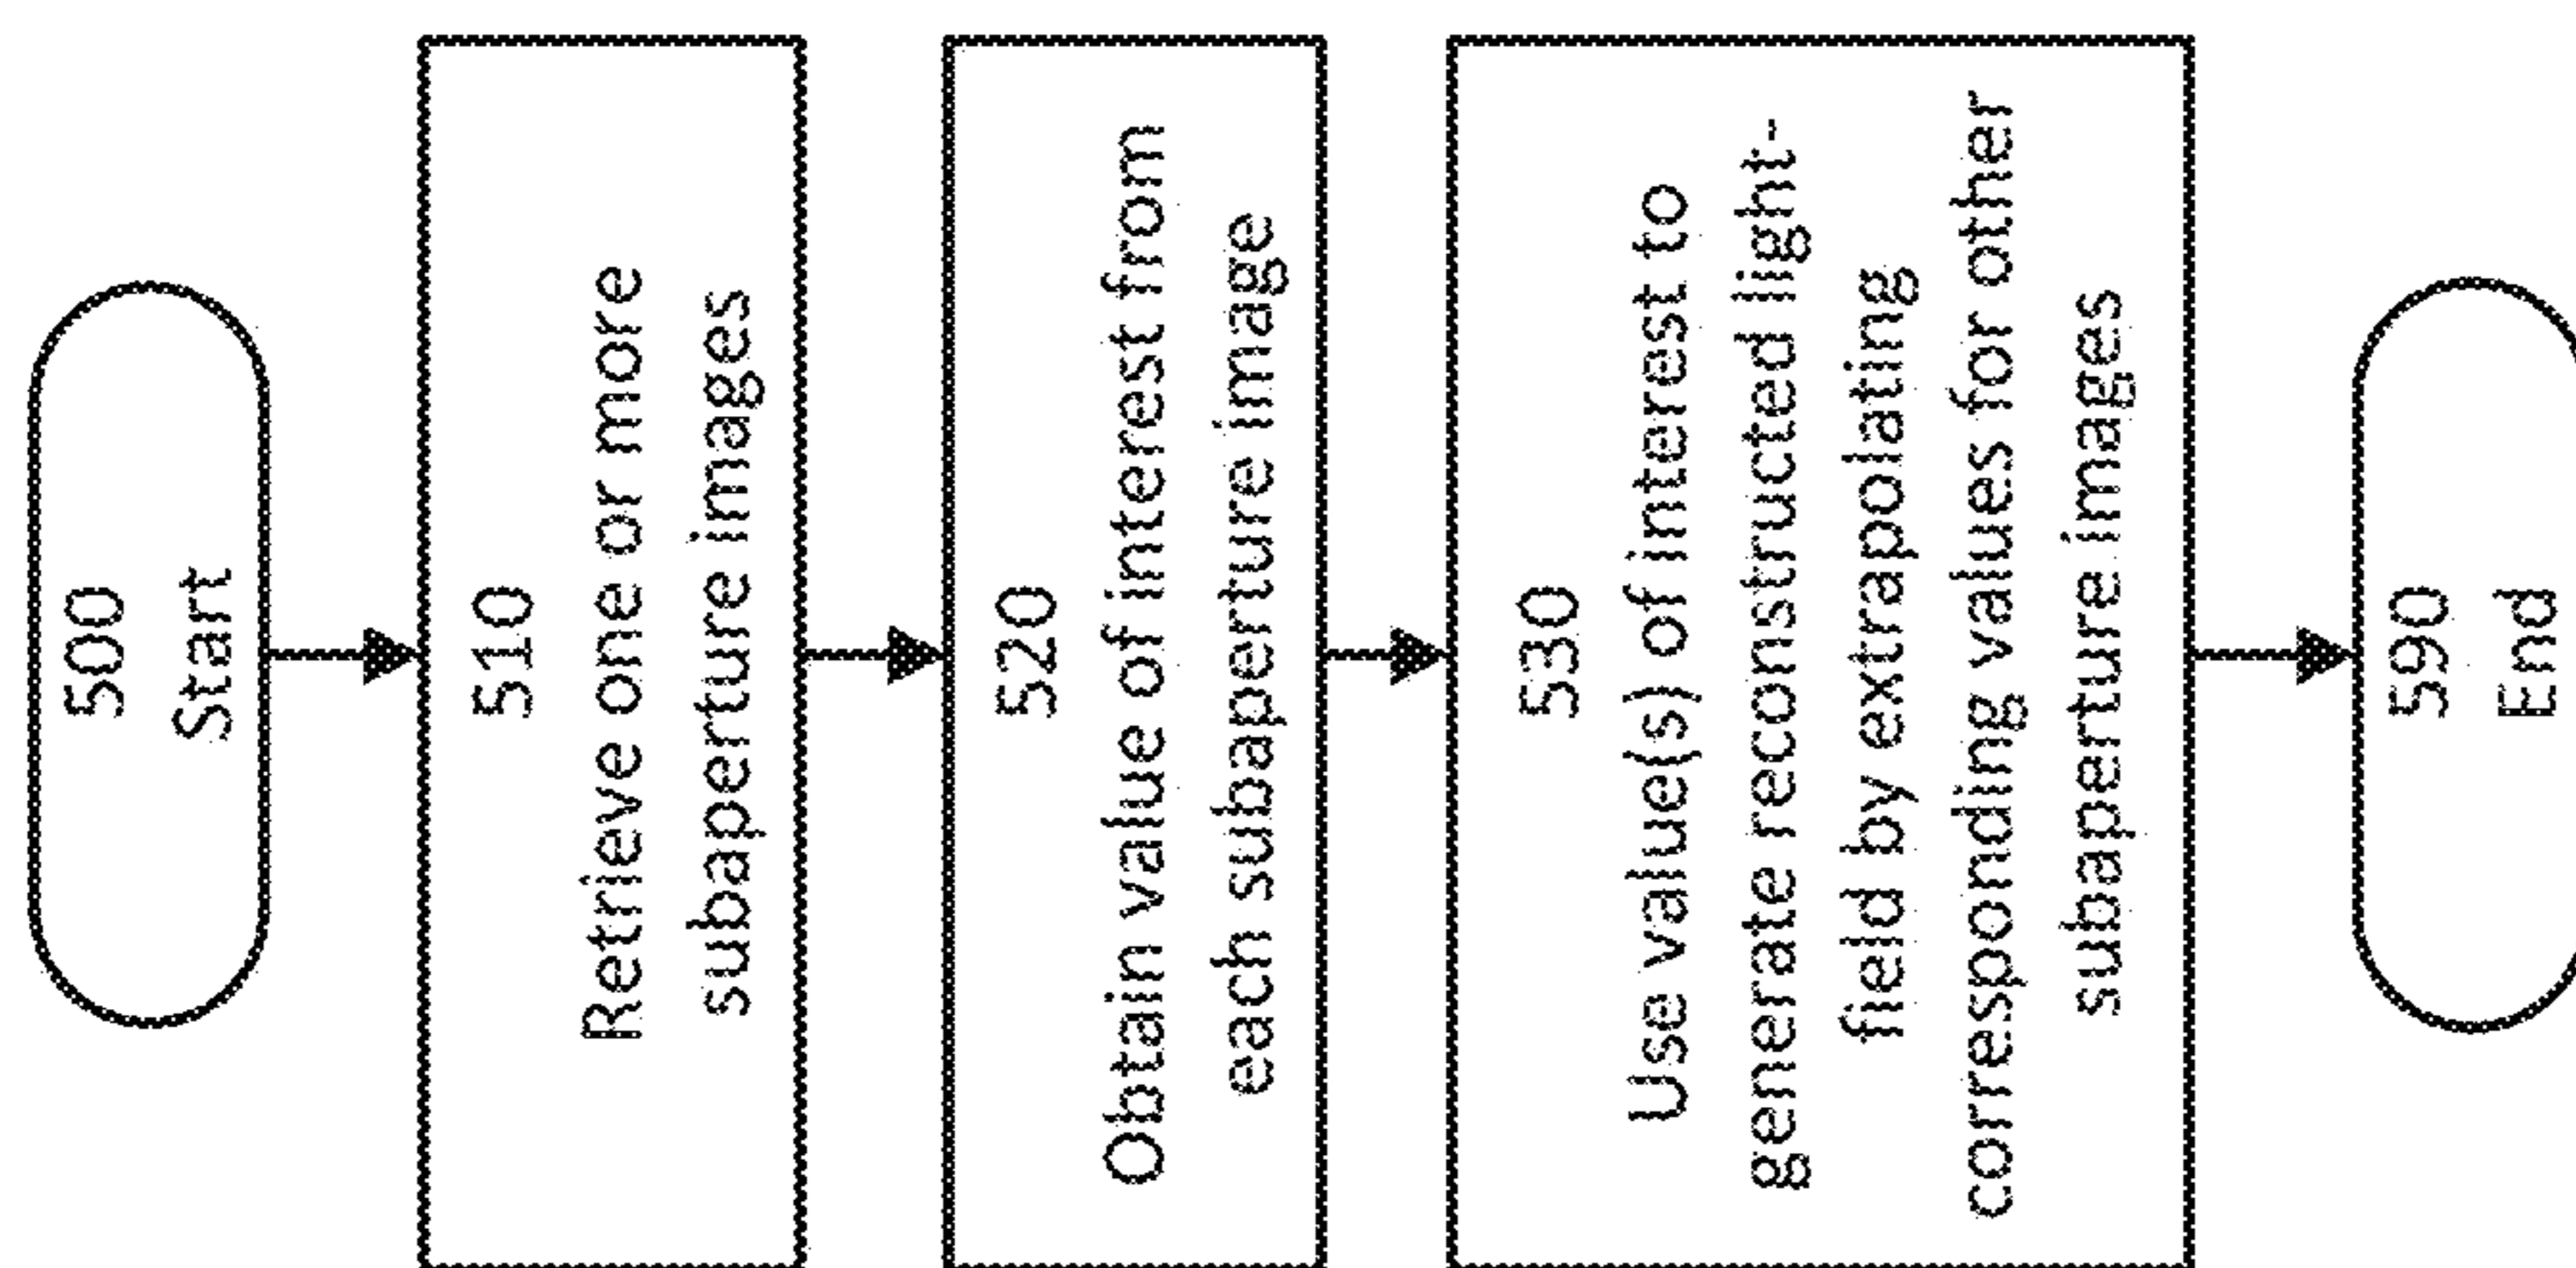 500
Start
510
Retrieve one or more
subaperture images
520
Obtain value of interest from
each subaperture image
530
Use value(s) of interest to
generate reconstructed light-
field by extrapolating
corresponding values for other
subaperture images
590
End